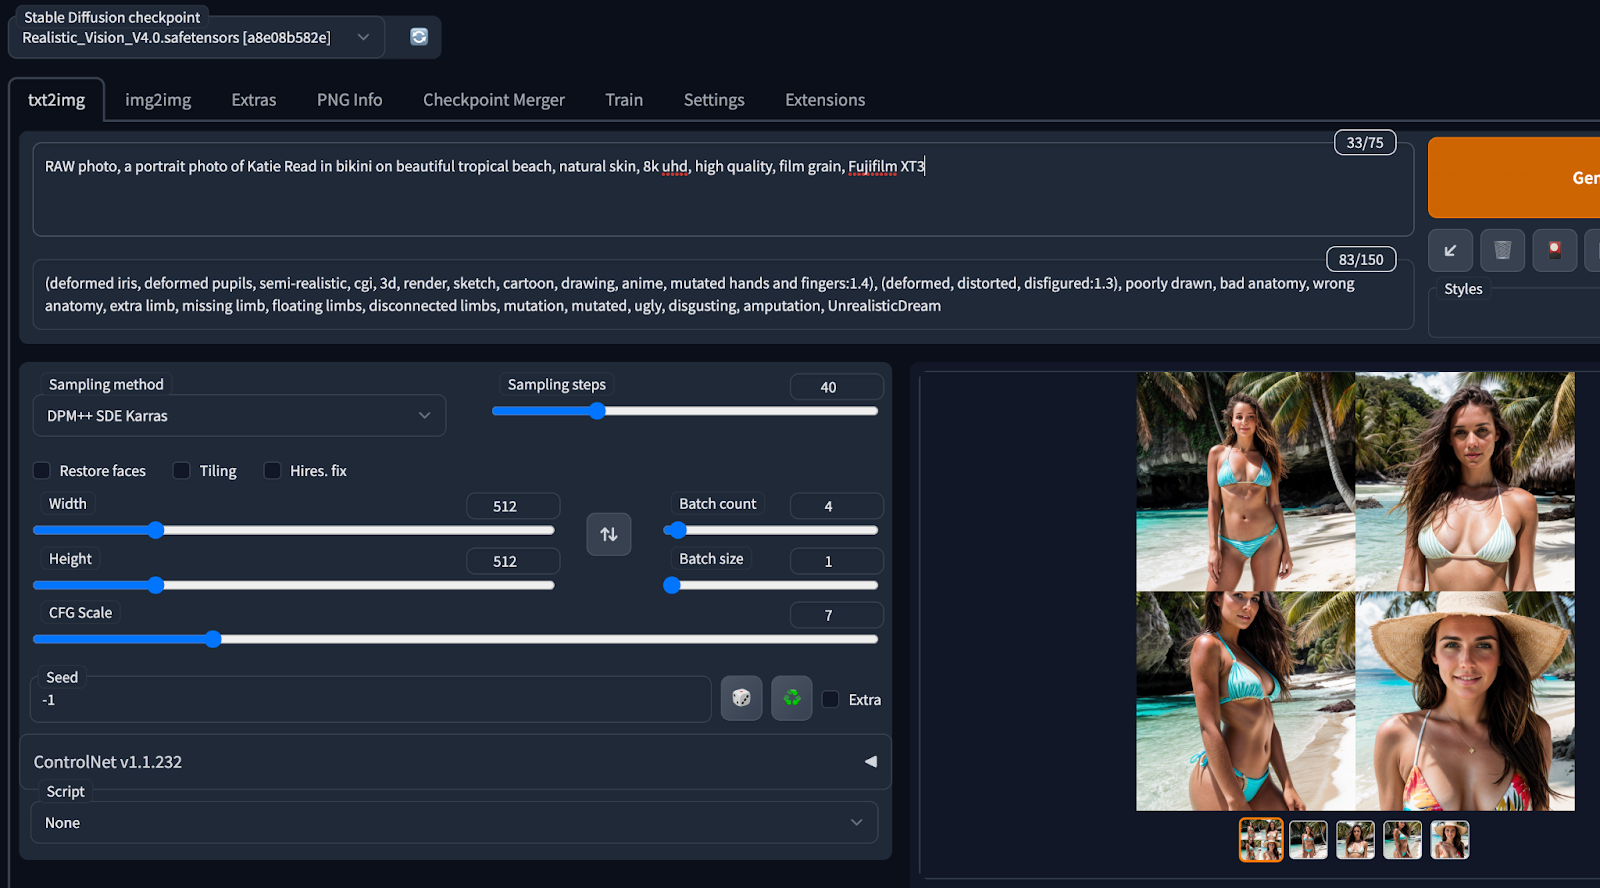 Stable Diffusion checkpoint
Realistic_Vision_V4.0.safetensors [a8e08b582e]
txt2img
img2img
Extras
PNG Info
Checkpoint Merger
Train
Settings
Extensions
33/75
RAW photo, a portrait photo of Katie Read in bikini on beautiful tropical beach, natural skin, 8k uhd, high quality, film grain, Fujifilm XT3
Gen
83/150
(deformed iris, deformed pupils, semi-realistic, cgi, 3d, render, sketch, cartoon, drawing, anime, mutated hands and fingers:1.4), (deformed, distorted, disfigured:1.3), poorly drawn, bad anatomy, wrong
anatomy, extra limb, missing limb, floating limbs, disconnected limbs, mutation, mutated, ugly, disgusting, amputation, UnrealisticDream
Styles
Sampling method
DPM++ SDE Karras
Sampling steps
40
Restore faces
Tiling
Hires. fix
Width
512
Batch count
4
Height
512
Batch size
1
CFG Scale
7
Seed
-1
Extra
ControlNet v1.1.232
Script
None